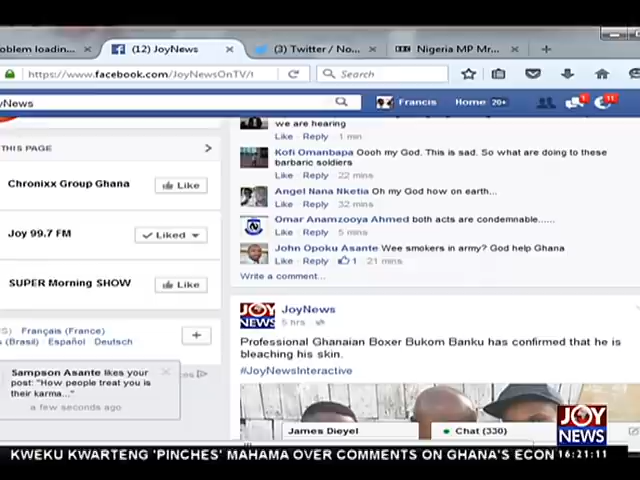 oblem loadin...
(12) JoyNews
(3) Twitter / No...
BBC
Nigeria MP Mr...
https://www.facebook.com/JoyNewsOnTV/t
Search
yNews
Francis
Home 20+
1
11
THIS PAGE
Chronixx Group Ghana
Like
Joy 99.7 FM
Liked
SUPER Morning SHOW
Like
S) Français (France)
(Brasil) · Español · Deutsch
Sampson Asante likes your
post: "How people treat you is
their karma..."
a few seconds ago
we are hearing
Like · Reply · 1 min
Kofi Omanbapa Oooh my God. This is sad. So what are doing to these
barbaric soldiers
Like · Reply · 22 mins
Angel Nana Nketia Oh my God how on earth...
Like · Reply · 32 mins
Omar Anamzooya Ahmed both acts are condemnable......
Like · Reply · 5 mins
John Opoku Asante Wee smokers in army? God help Ghana
Like · Reply · 1 · 21 mins
Write a comment...
JOY
NEWS
JoyNews
5 hrs
Professional Ghanaian Boxer Bukom Banku has confirmed that he is
bleaching his skin.
#JoyNewsInteractive
James Dieyel
Chat (330)
JOY
NEWS
16:21:11
KWEKU KWARTENG 'PINCHES' MAHAMA OVER COMMENTS ON GHANA'S ECON